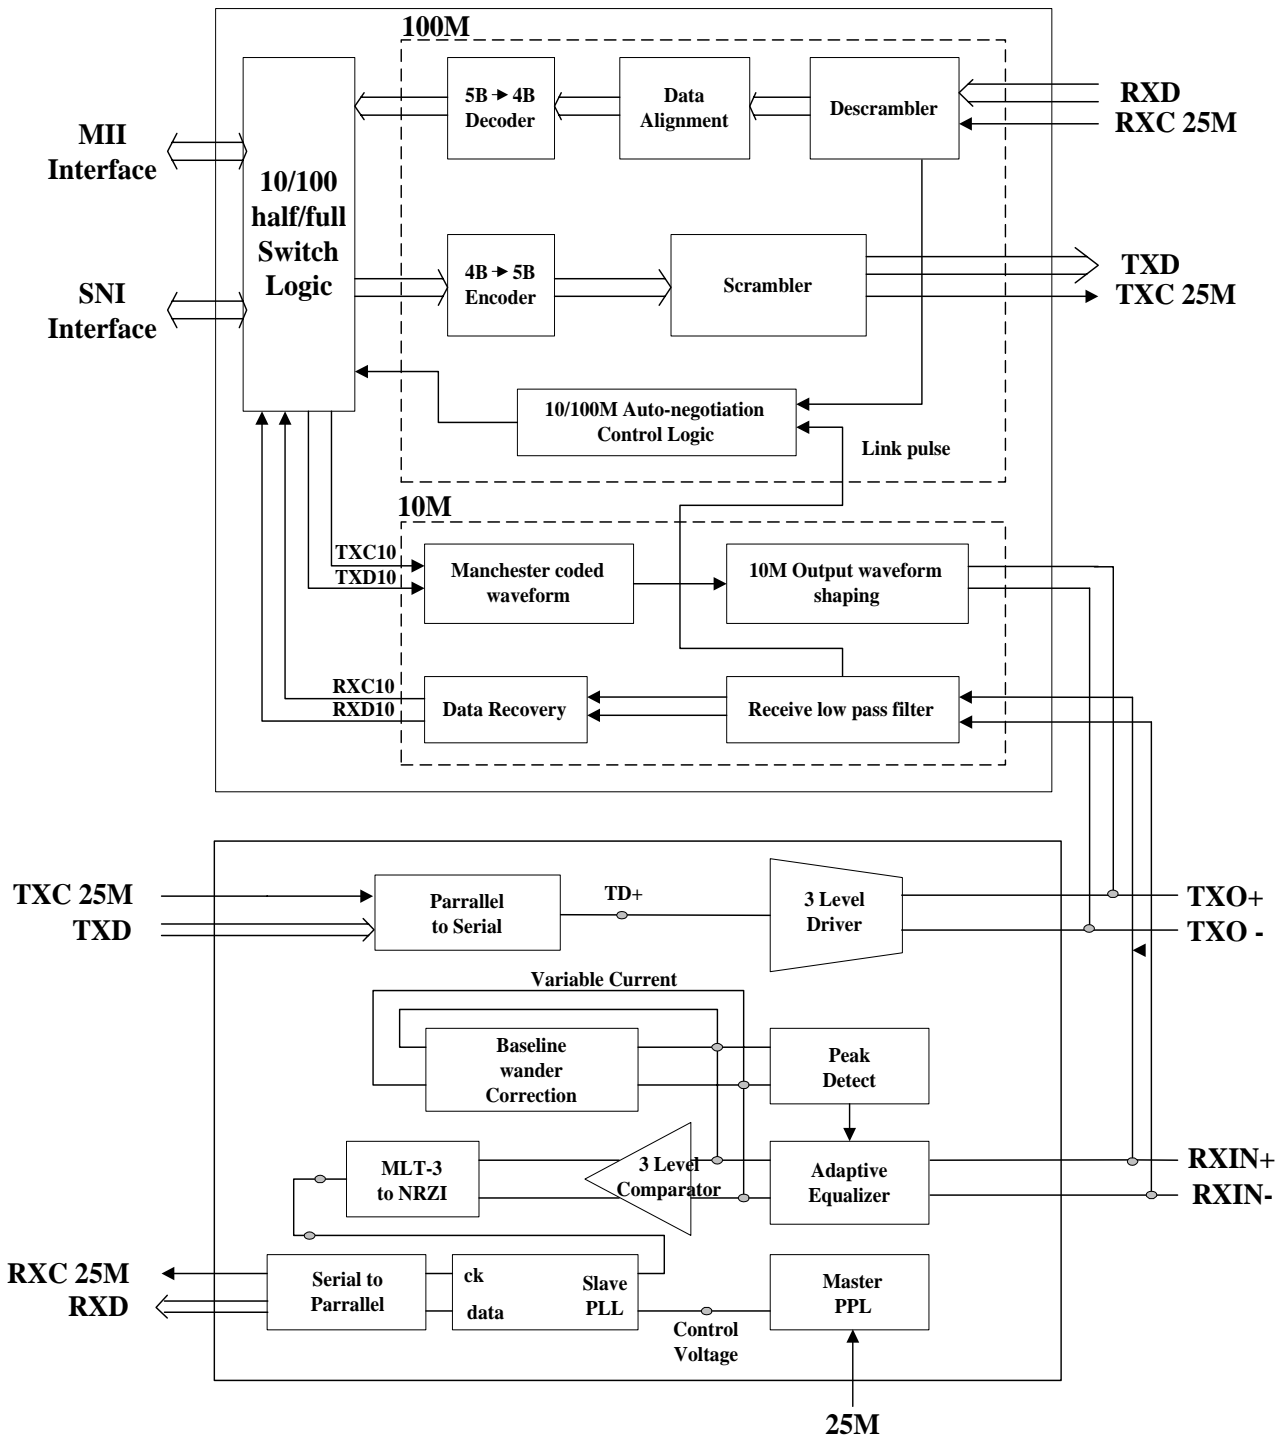 100M
5B → 4B
Decoder
Data
Alignment
Descrambler
RXD
RXC 25M
MII
Interface
10/100
half/full
Switch
Logic
4B → 5B
Encoder
Scrambler
TXD
TXC 25M
SNI
Interface
10/100M Auto-negotiation
Control Logic
Link pulse
10M
TXC10
TXD10
Manchester coded
waveform
10M Output waveform
shaping
RXC10
RXD10
Data Recovery
Receive low pass filter
TXC 25M
TXD
Parrallel
to Serial
TD+
3 Level
Driver
TXO+
TXO -
Variable Current
Baseline
wander
Correction
Peak
Detect
MLT-3
to NRZI
3 Level
Comparator
Adaptive
Equalizer
RXIN+
RXIN-
RXC 25M
RXD
Serial to
Parrallel
ck
data
Slave
PLL
Control
Voltage
Master
PPL
25M